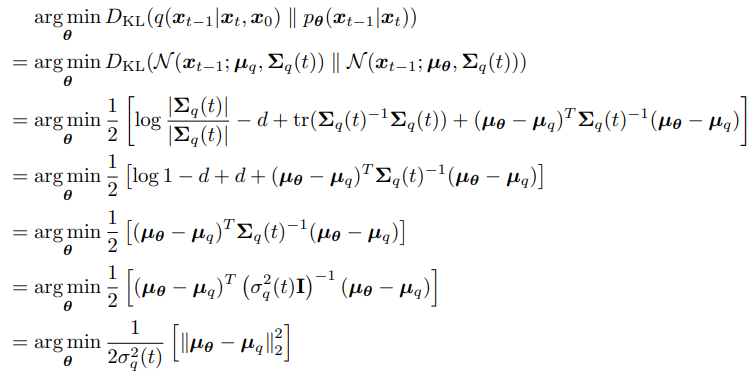 arg min_θ D_KL(q(x_{t−1}|x_t, x_0) ∥ p_θ(x_{t−1}|x_t))
= arg min_θ D_KL(𝒩(x_{t−1}; μ_q, Σ_q(t)) ∥ 𝒩(x_{t−1}; μ_θ, Σ_q(t)))
= arg min_θ 1/2 [log |Σ_q(t)|/|Σ_q(t)| − d + tr(Σ_q(t)^{−1}Σ_q(t)) + (μ_θ − μ_q)^T Σ_q(t)^{−1}(μ_θ − μ_q)]
= arg min_θ 1/2 [log 1 − d + d + (μ_θ − μ_q)^T Σ_q(t)^{−1}(μ_θ − μ_q)]
= arg min_θ 1/2 [(μ_θ − μ_q)^T Σ_q(t)^{−1}(μ_θ − μ_q)]
= arg min_θ 1/2 [(μ_θ − μ_q)^T (σ_q^2(t)I)^{−1} (μ_θ − μ_q)]
= arg min_θ 1/(2σ_q^2(t)) [∥μ_θ − μ_q∥_2^2]